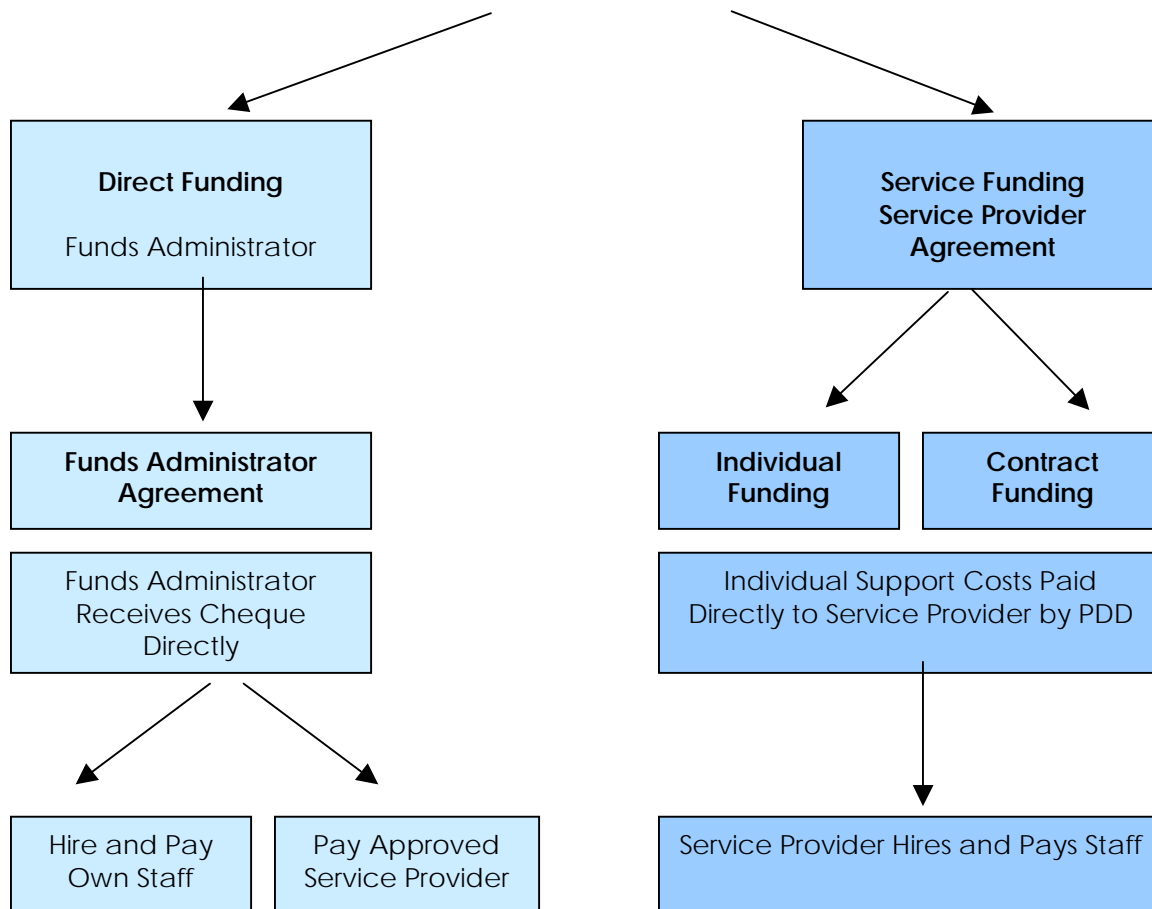 Direct Funding
Funds Administrator
Service Funding
Service Provider
Agreement
Funds Administrator
Agreement
Individual
Funding
Contract
Funding
Funds Administrator
Receives Cheque
Directly
Individual Support Costs Paid
Directly to Service Provider by PDD
Hire and Pay
Own Staff
Pay Approved
Service Provider
Service Provider Hires and Pays Staff